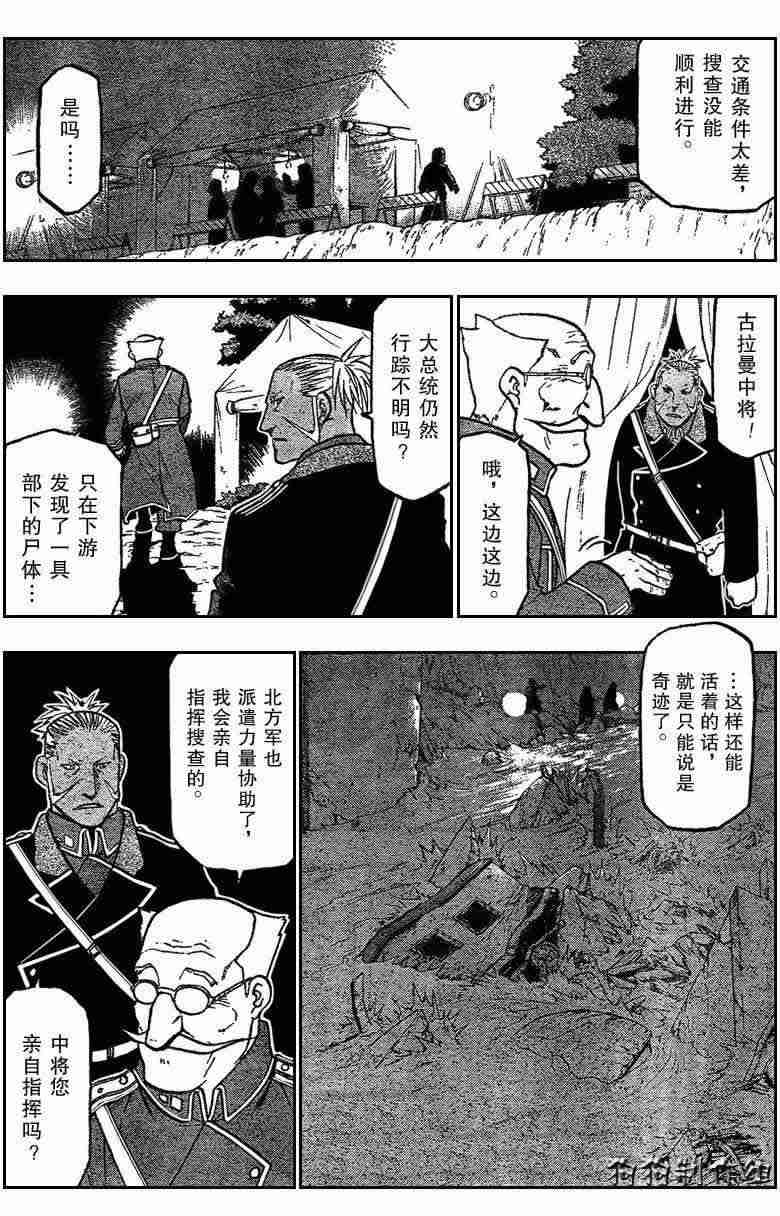 交通条件太差，
搜查没能
顺利进行。
是吗……
古拉曼中将！
哦，这边这边。
大总统仍然
行踪不明吗？
只在下游
发现了一具
部下的尸体…
…这样还能
活着的话，
就是只能说是
奇迹了。
北方军也
派遣力量协助了，
我会亲自
指挥搜查的。
中将您
亲自指挥吗？